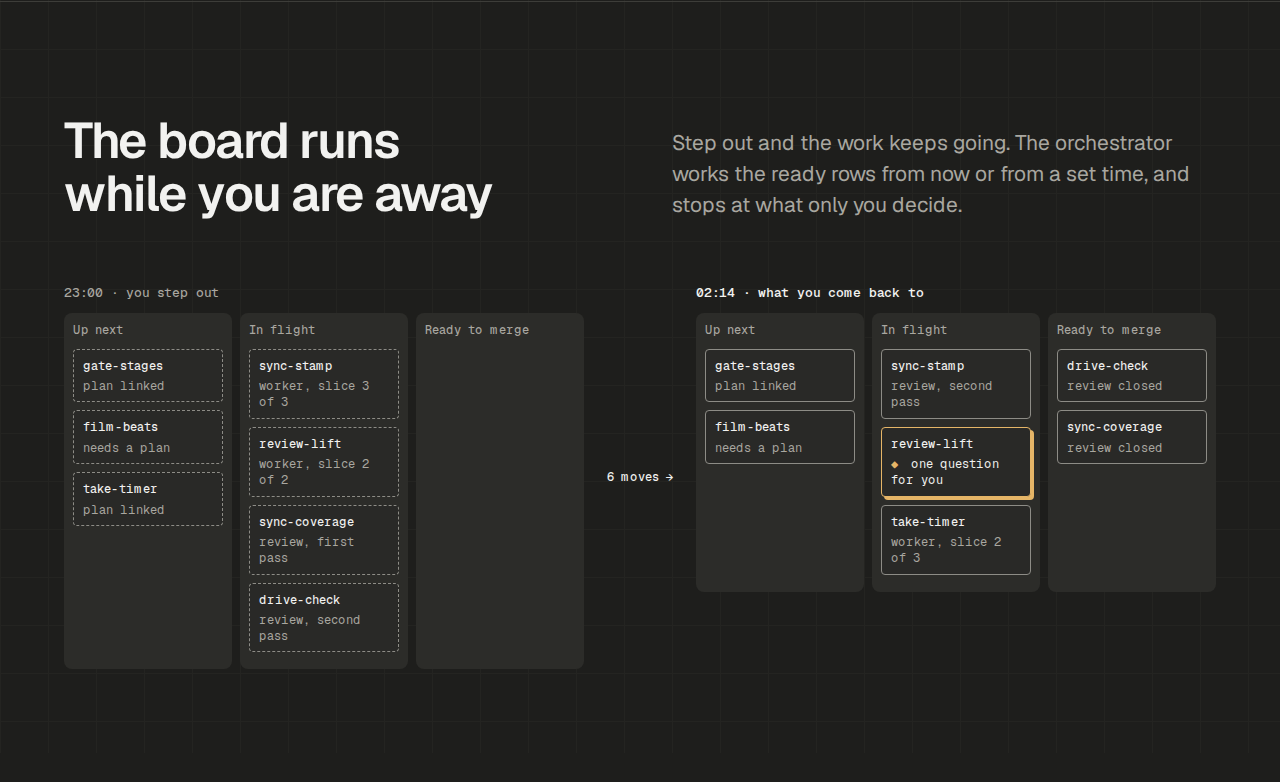 The board runs
while you are away
Step out and the work keeps going. The orchestrator
works the ready rows from now or from a set time, and
stops at what only you decide.
23:00 · you step out
Up next
gate-stages
plan linked
film-beats
needs a plan
take-timer
plan linked
In flight
sync-stamp
worker, slice 3
of 3
review-lift
worker, slice 2
of 2
sync-coverage
review, first
pass
drive-check
review, second
pass
Ready to merge
6 moves →
02:14 · what you come back to
Up next
gate-stages
plan linked
film-beats
needs a plan
In flight
sync-stamp
review, second
pass
review-lift
◆ one question
for you
take-timer
worker, slice 2
of 3
Ready to merge
drive-check
review closed
sync-coverage
review closed